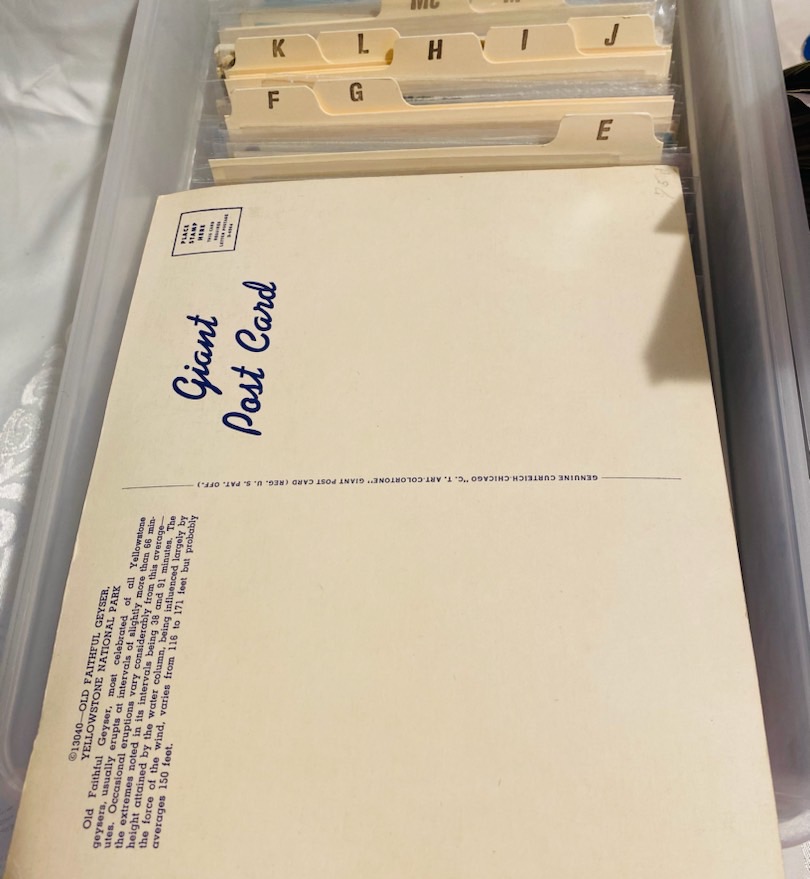 Mc
M
K
L
H
I
J
F
G
E
PLACE
STAMP
HERE
Giant
Post Card
GENUINE CURTEICH-CHICAGO "C. T. ART-COLORTONE" GIANT POST CARD (REG. U. S. PAT. OFF.)
©13040—OLD FAITHFUL GEYSER,
YELLOWSTONE NATIONAL PARK
Old Faithful Geyser, most celebrated of all Yellowstone
geysers, usually erupts at intervals of slightly more than 66 min-
utes. Occasional eruptions vary considerably from this average—
the extremes noted in its intervals being 38 and 91 minutes. The
height attained by the water column, being influenced largely by
the force of the wind, varies from 116 to 171 feet but probably
averages 150 feet.